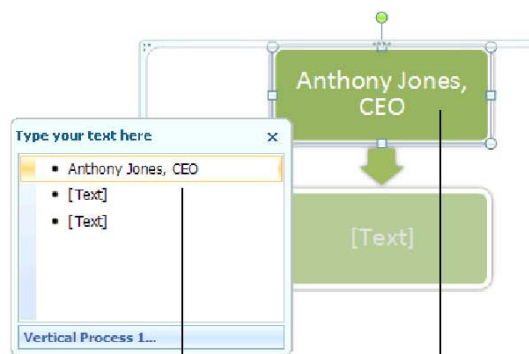 Anthony Jones,
CEO
Type your text here
Anthony Jones, CEO
[Text]
[Text]
[Text]
Vertical Process 1...